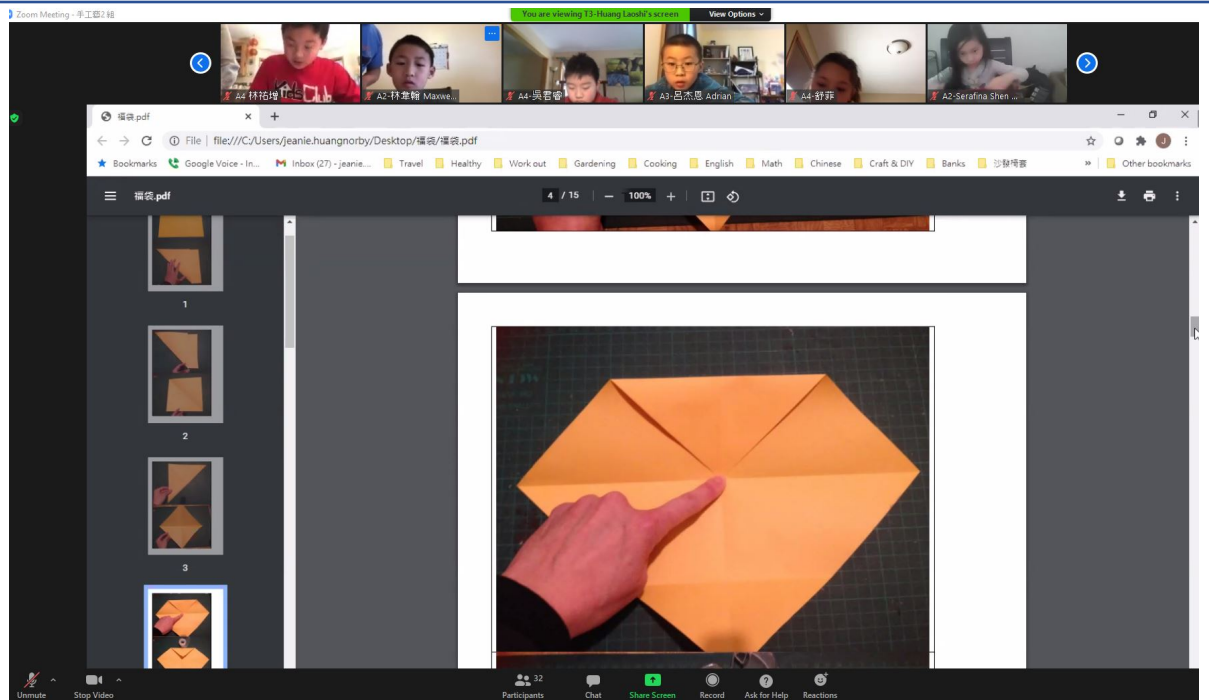 Zoom Meeting - 手工藝2 組
You are viewing T3-Huang Laoshi's screen View Options
A4 林祐增
A2-林韋翰 Maxwe...
A4-吳君睿
A3-呂杰恩 Adrian
A4-舒菲
A2-Serafina Shen ...
福袋.pdf
File file:///C:/Users/jeanie.huangnorby/Desktop/福袋/福袋.pdf
Bookmarks Google Voice - In... Inbox (27) - jeanie.... Travel Healthy Work out Gardening Cooking English Math Chinese Craft & DIY Banks 沙發椅套 » Other bookmarks
福袋.pdf 4 / 15 100%
1
2
3
Unmute Stop Video Participants 32 Chat Share Screen Record Ask for Help Reactions